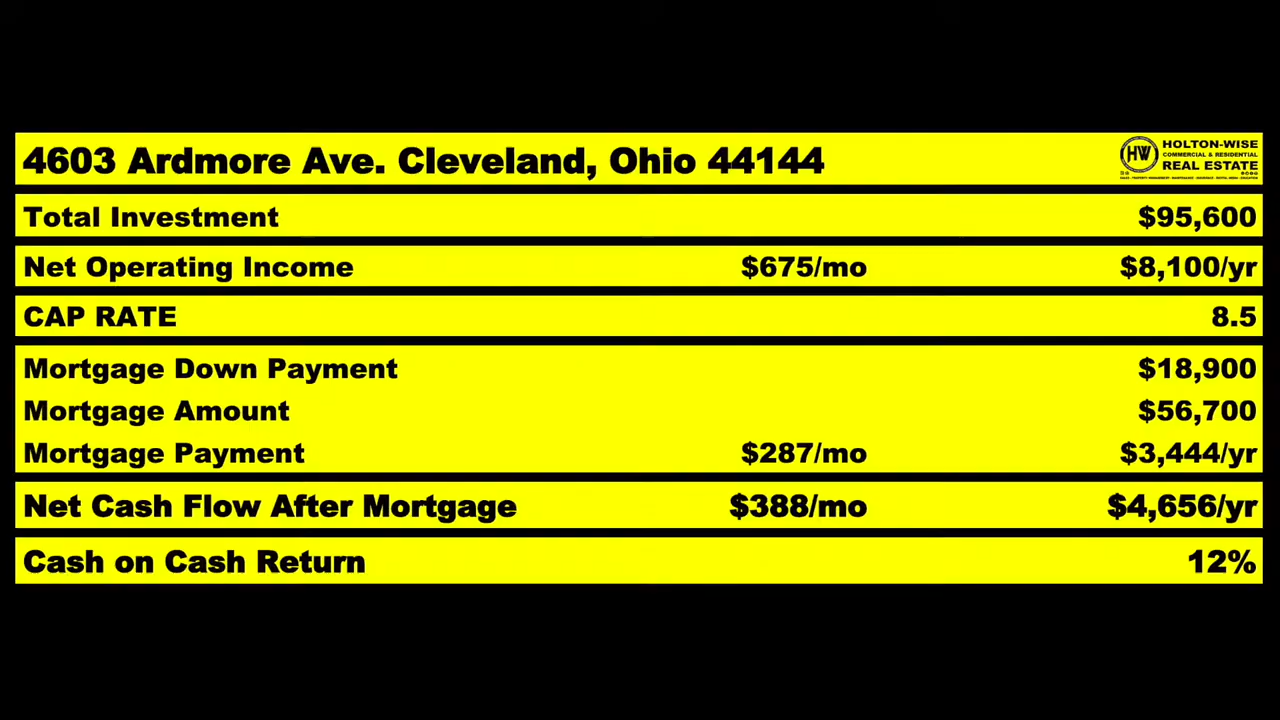 4603 Ardmore Ave. Cleveland, Ohio 44144
HW
HOLTON-WISE
COMMERCIAL & RESIDENTIAL
REAL ESTATE
Total Investment $95,600
Net Operating Income $675/mo $8,100/yr
CAP RATE 8.5
Mortgage Down Payment $18,900
Mortgage Amount $56,700
Mortgage Payment $287/mo $3,444/yr
Net Cash Flow After Mortgage $388/mo $4,656/yr
Cash on Cash Return 12%